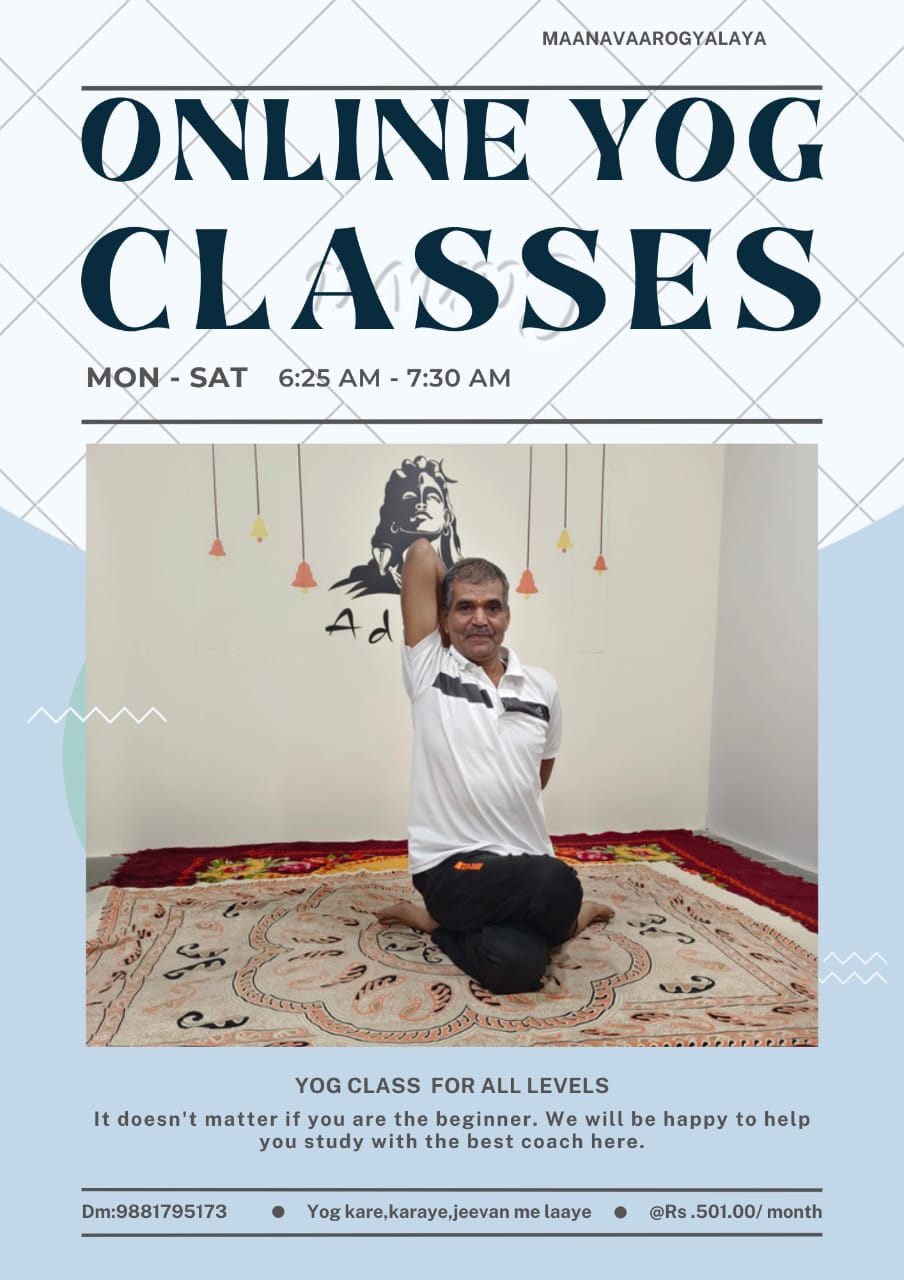 MAANAVAAROGYALAYA
ONLINE YOG
CLASSES
MON - SAT 6:25 AM - 7:30 AM
Ad
YOG CLASS FOR ALL LEVELS
It doesn't matter if you are the beginner. We will be happy to help
you study with the best coach here.
Dm:9881795173 ● Yog kare,karaye,jeevan me laaye ● @Rs .501.00/ month